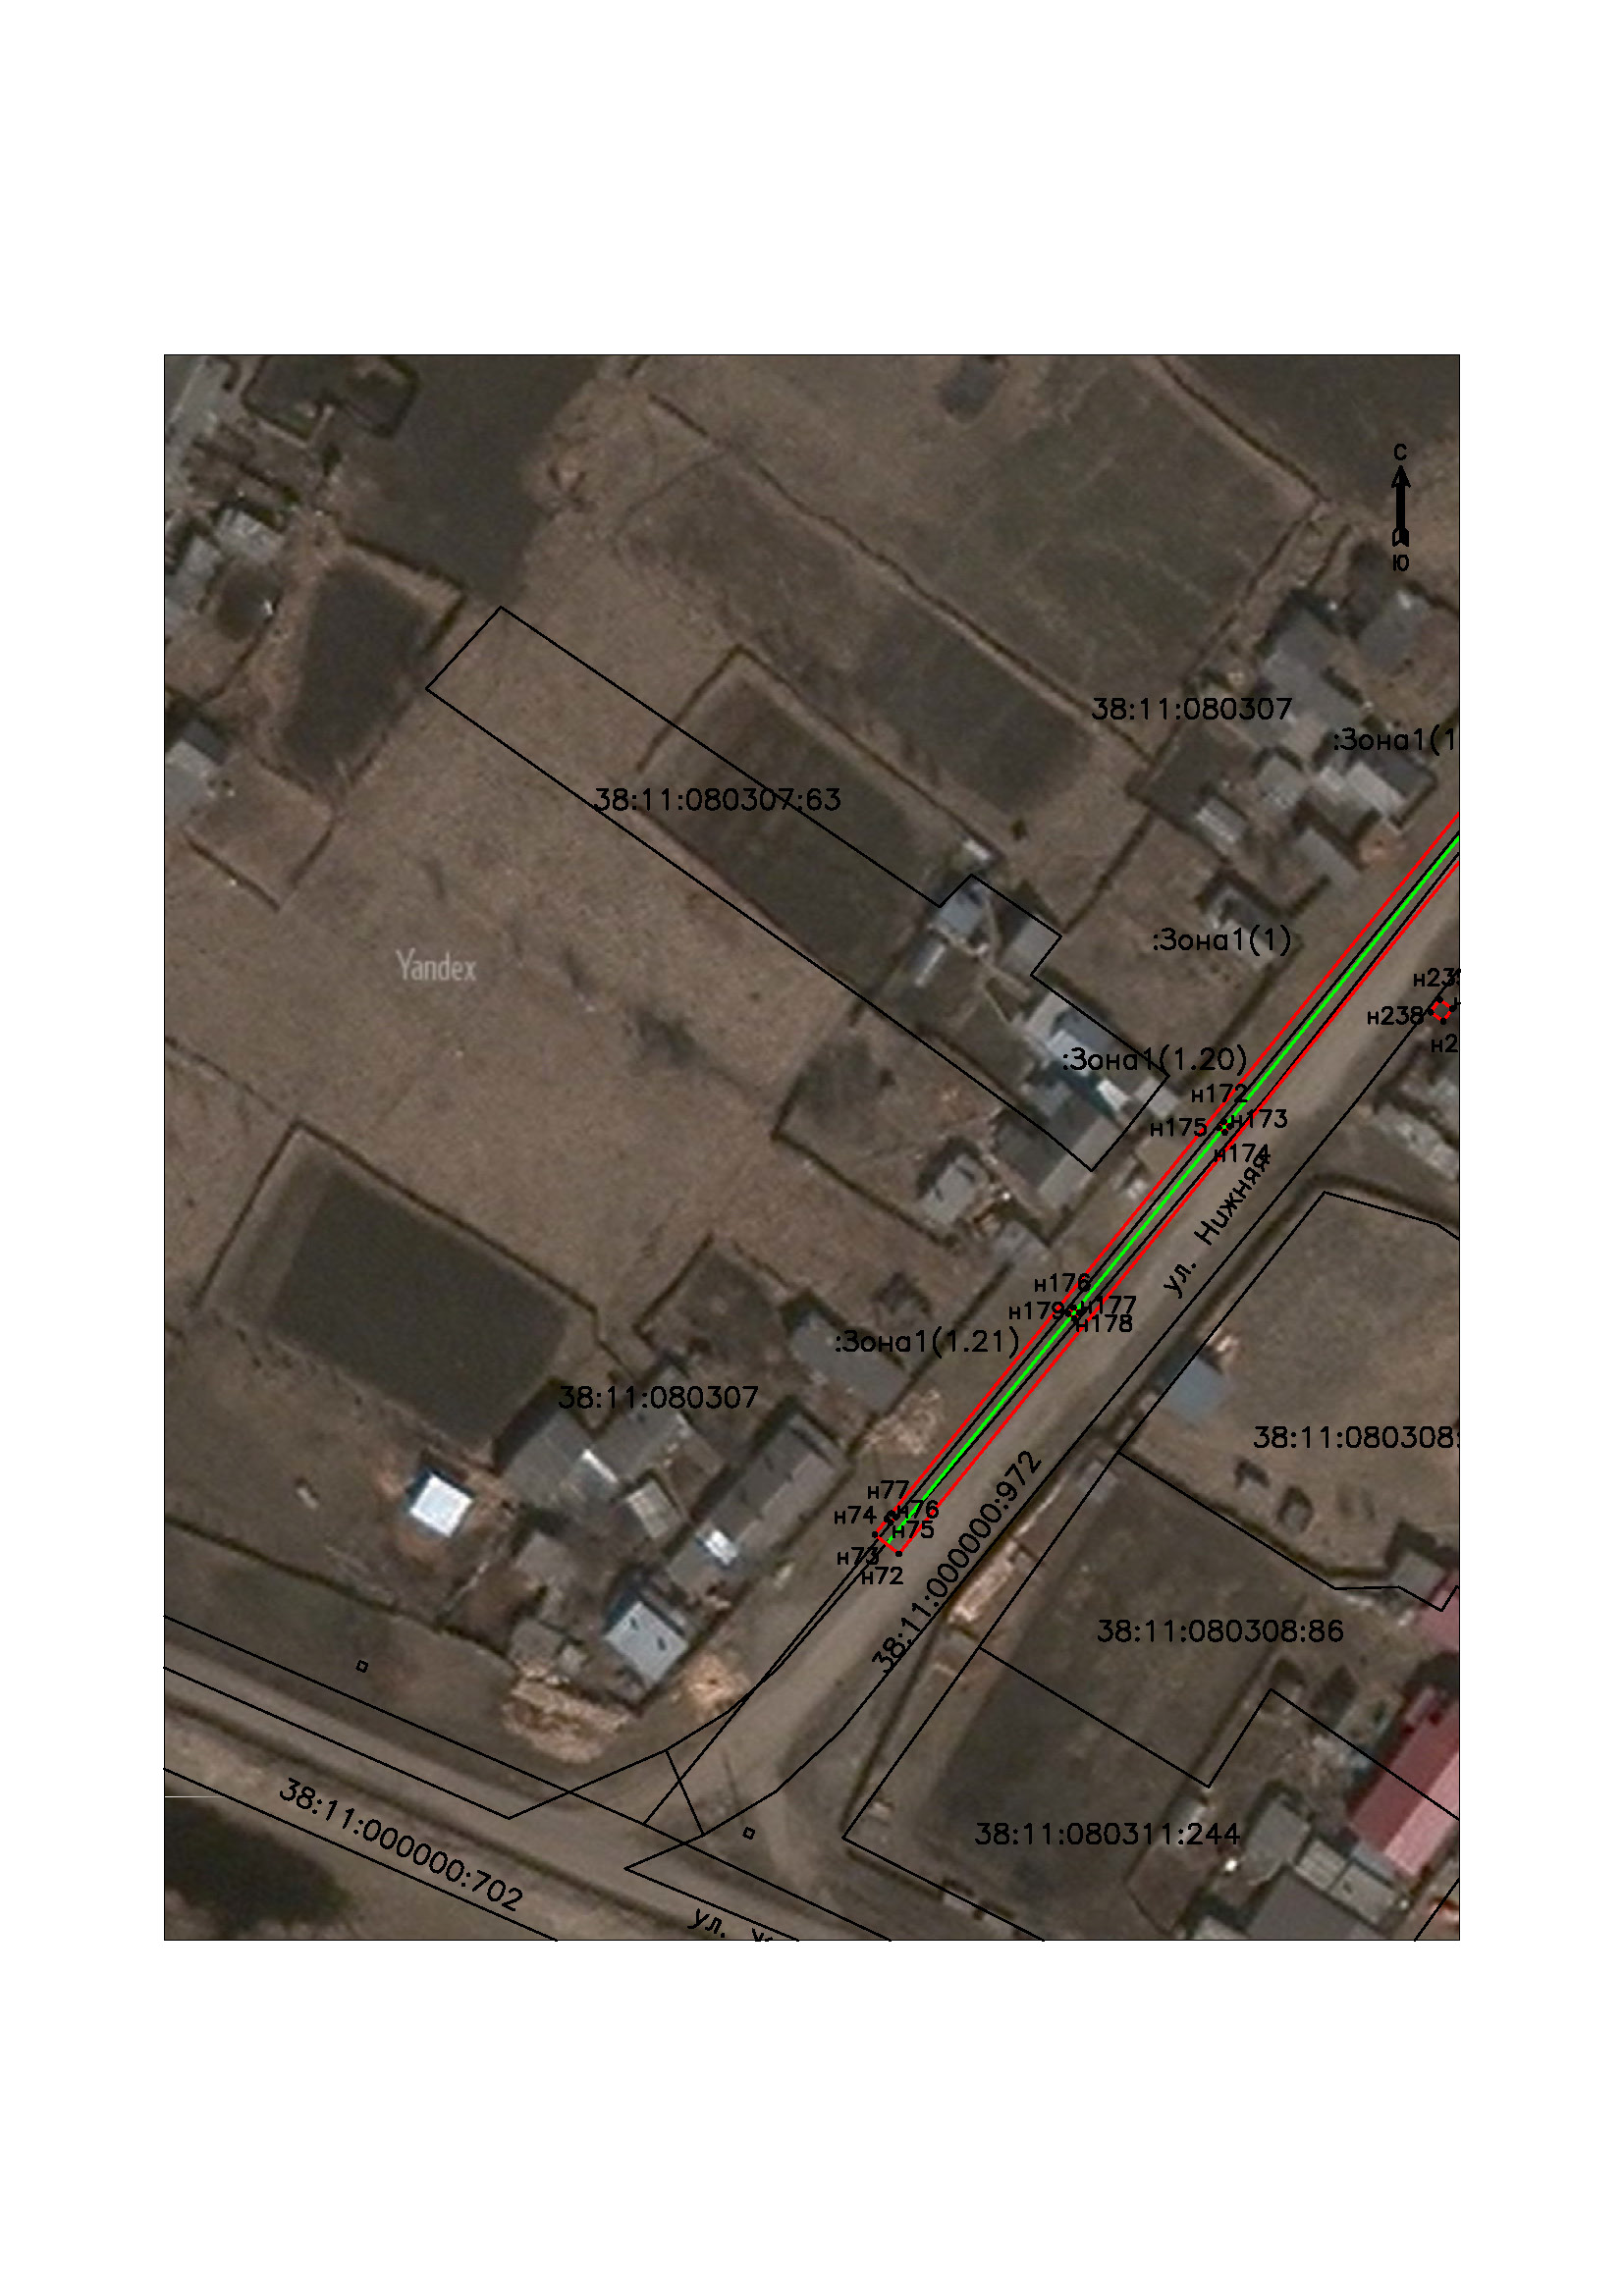 С
Ю
38:11:080307
:Зона1(1
38:11:080307:63
:Зона1(1)
Yandex
н238
:Зона1(1.20)
н172
н173
н175
н174
ул. Нижняя
н176
н177
н179
н178
:Зона1(1.21)
38:11:080307
38:11:080308:
н77
н76
н74
н75
н73
н72
38:11:000000:972
38:11:080308:86
38:11:000000:702
38:11:080311:244
ул.